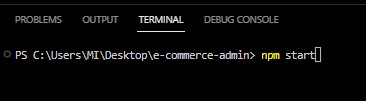 PROBLEMS OUTPUT TERMINAL DEBUG CONSOLE
PS C:\Users\MI\Desktop\e-commerce-admin> npm start